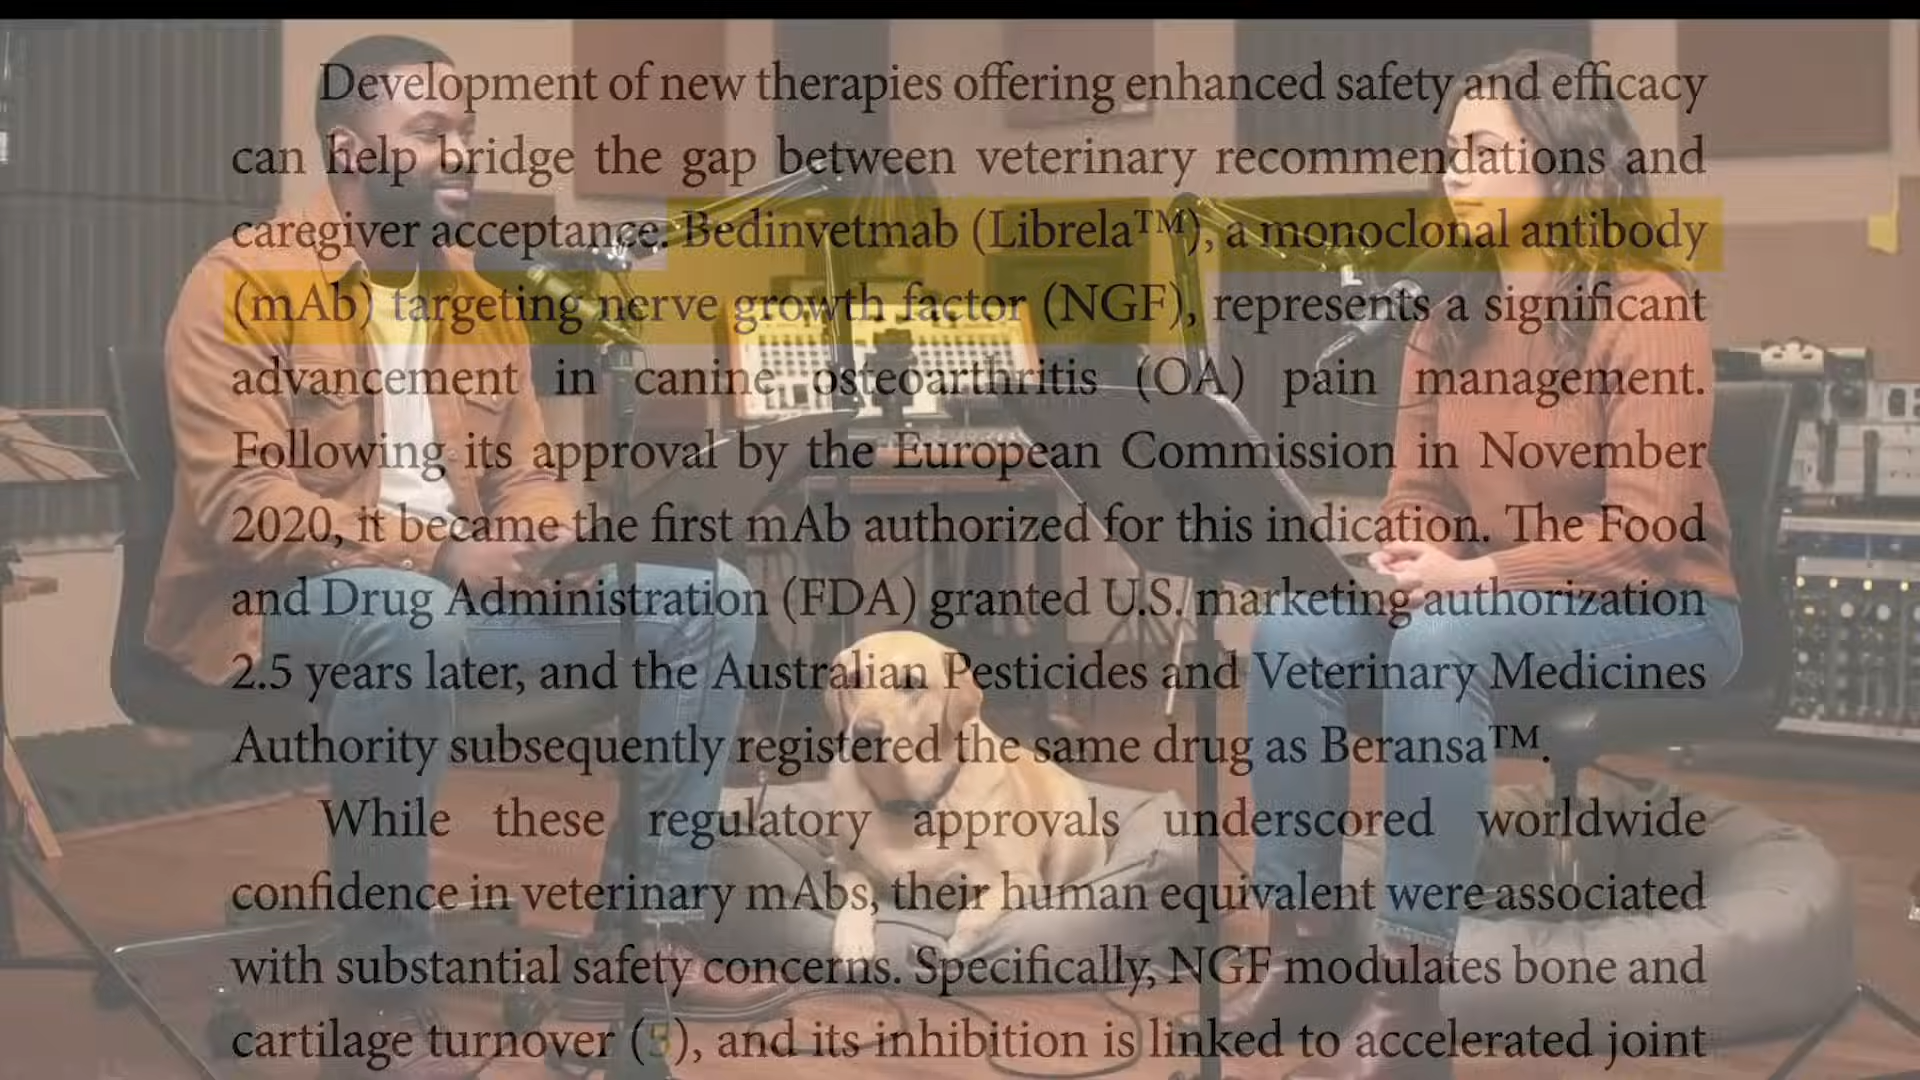 Development of new therapies offering enhanced safety and efficacy
can help bridge the gap between veterinary recommendations and
caregiver acceptance. Bedinvetmab (Librela™), a monoclonal antibody
(mAb) targeting nerve growth factor (NGF), represents a significant
advancement in canine osteoarthritis (OA) pain management.
Following its approval by the European Commission in November
2020, it became the first mAb authorized for this indication. The Food
and Drug Administration (FDA) granted U.S. marketing authorization
2.5 years later, and the Australian Pesticides and Veterinary Medicines
Authority subsequently registered the same drug as Beransa™.
While these regulatory approvals underscored worldwide
confidence in veterinary mAbs, their human equivalent were associated
with substantial safety concerns. Specifically, NGF modulates bone and
cartilage turnover (3), and its inhibition is linked to accelerated joint